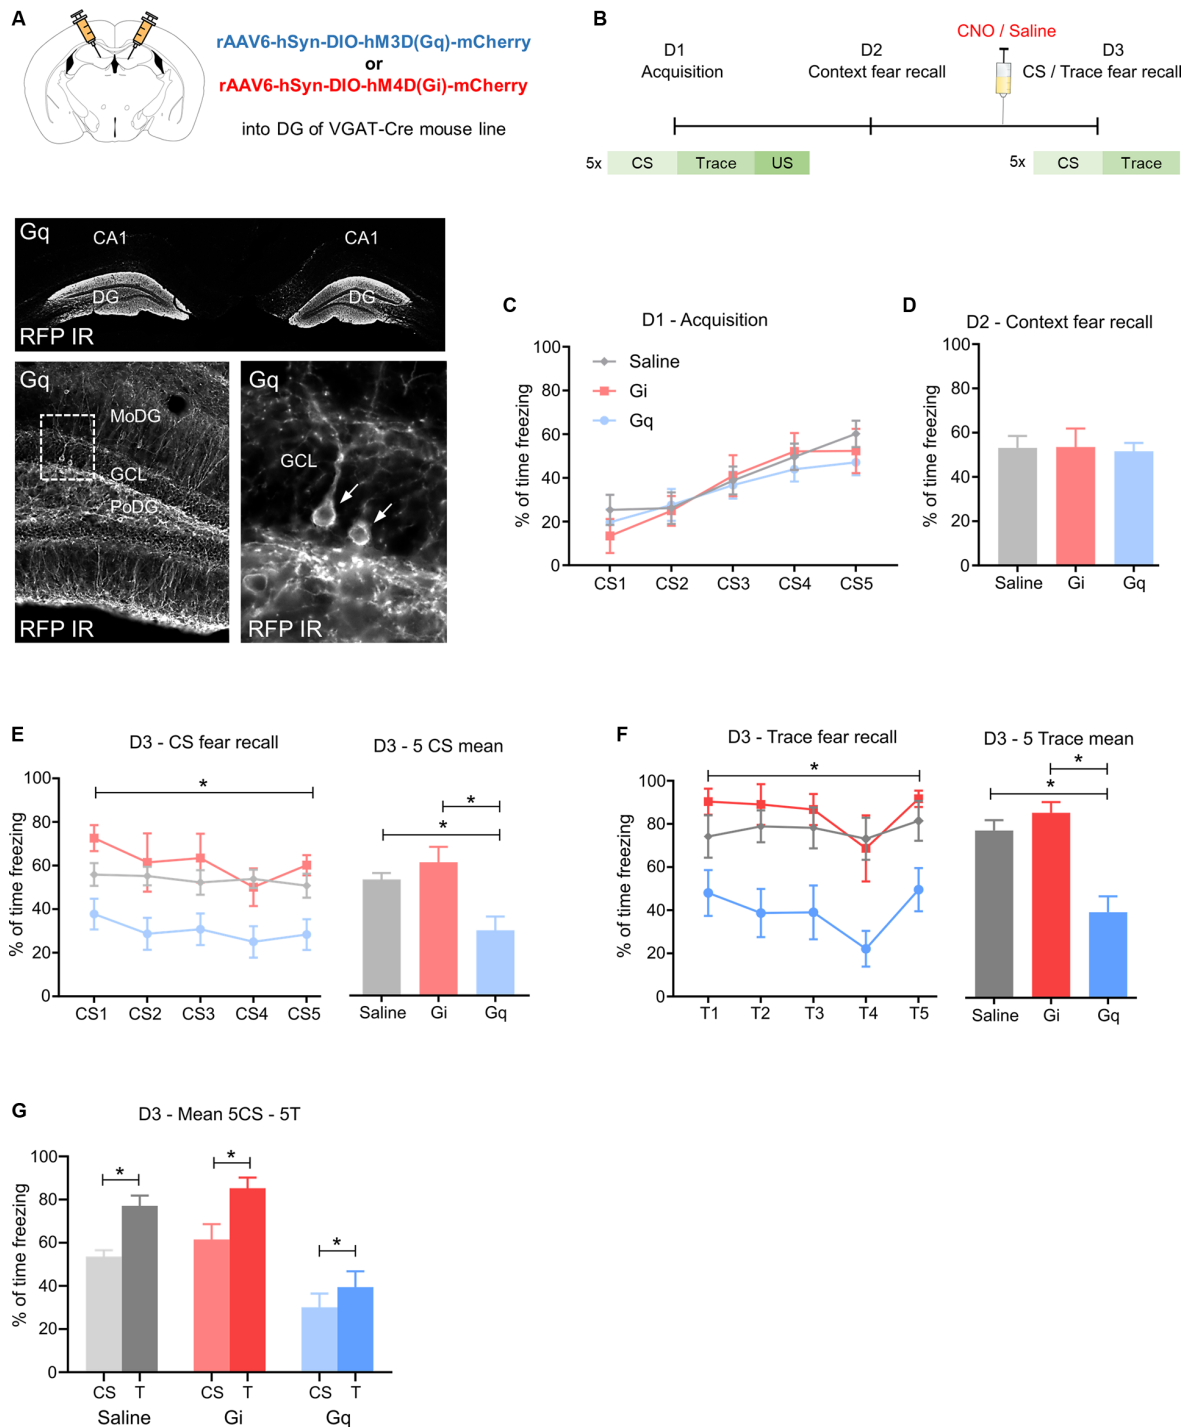 A
rAAV6-hSyn-DIO-hM3D(Gq)-mCherry
or
rAAV6-hSyn-DIO-hM4D(Gi)-mCherry
into DG of VGAT-Cre mouse line
Gq
CA1
CA1
DG
DG
RFP IR
Gq
MoDG
GCL
PoDG
RFP IR
Gq
GCL
RFP IR
B
CNO / Saline
D1
Acquisition
D2
Context fear recall
D3
CS / Trace fear recall
5x
CS
Trace
US
5x
CS
Trace
C
D1 - Acquisition
% of time freezing
100
80
60
40
20
0
Saline
Gi
Gq
CS1
CS2
CS3
CS4
CS5
D
D2 - Context fear recall
% of time freezing
100
80
60
40
20
0
Saline
Gi
Gq
E
D3 - CS fear recall
% of time freezing
100
80
60
40
20
0
*
CS1
CS2
CS3
CS4
CS5
D3 - 5 CS mean
*
*
Saline
Gi
Gq
F
D3 - Trace fear recall
% of time freezing
100
80
60
40
20
0
*
T1
T2
T3
T4
T5
D3 - 5 Trace mean
*
*
Saline
Gi
Gq
G
D3 - Mean 5CS - 5T
% of time freezing
100
80
60
40
20
0
*
*
*
CS
T
CS
T
CS
T
Saline
Gi
Gq